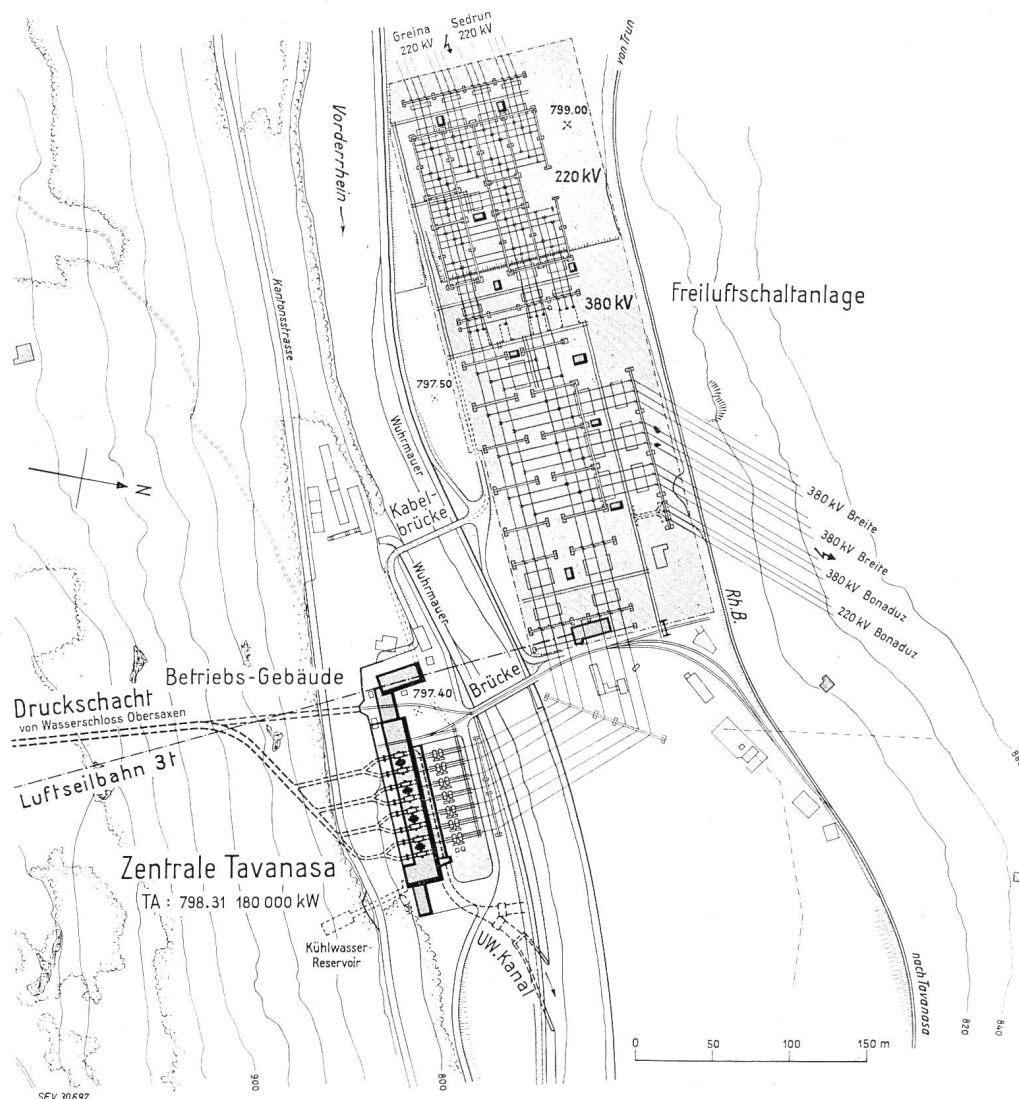 Greina
220 kV
Sedrun
220 kV
von Trun
799.00
220 kV
Vorderrhein
380 kV
Freiluftschaltanlage
Kantonsstrasse
797.50
Wuhrmauer
N
Kabel-
brücke
380 kV Breite
380 kV Breite
380 kV Bonaduz
220 kV Bonaduz
Wuhrmauer
Rh.B.
Betriebs-Gebäude
797.40
Brücke
Druckschacht
von Wasserschloss Obersaxen
Luftseilbahn 3t
Zentrale Tavanasa
TA : 798.31 180 000 kW
Kühlwasser-
Reservoir
UW. Kanal
nach Tavanasa
860
820
840
0 50 100 150 m
900
800
SEV 30697